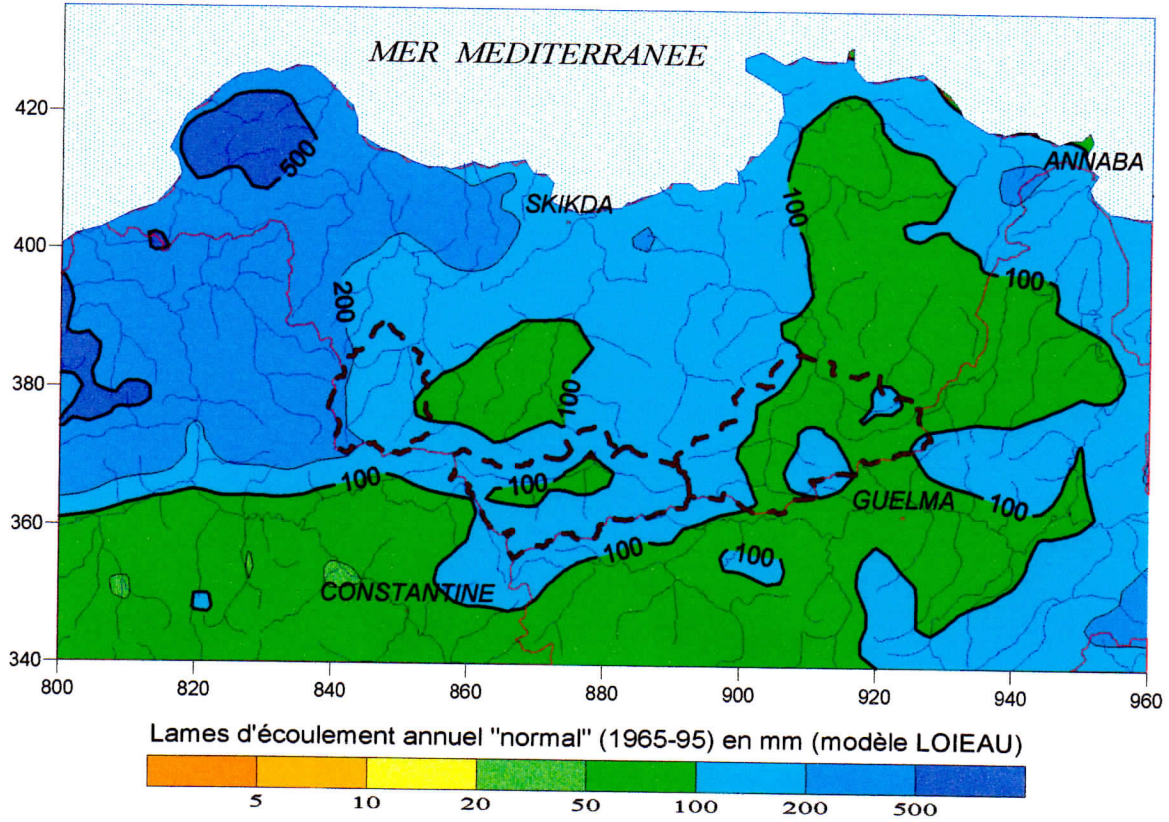 MER MEDITERRANEE
420
500
ANNABA
SKIKDA
100
400
200
100
380
100
100
100
GUELMA
360
100
100
100
CONSTANTINE
340
800 820 840 860 880 900 920 940 960
Lames d'écoulement annuel "normal" (1965-95) en mm (modèle LOIEAU)
5 10 20 50 100 200 500